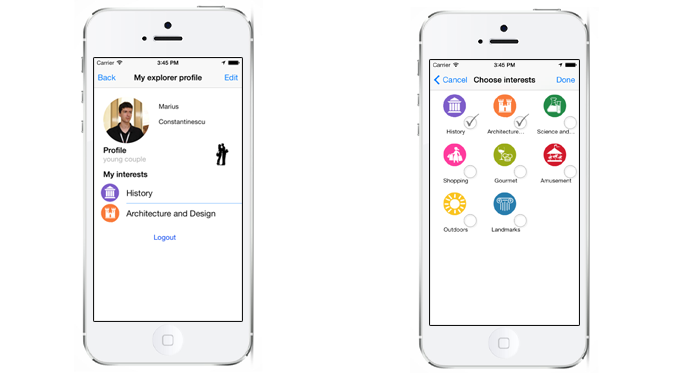 Carrier 3:45 PM
Back My explorer profile Edit
Marius
Constantinescu
Profile
young couple
My interests
History
Architecture and Design
Logout
Carrier 3:45 PM
Cancel Choose interests Done
History Architecture... Science and...
Shopping Gourmet Amusement
Outdoors Landmarks